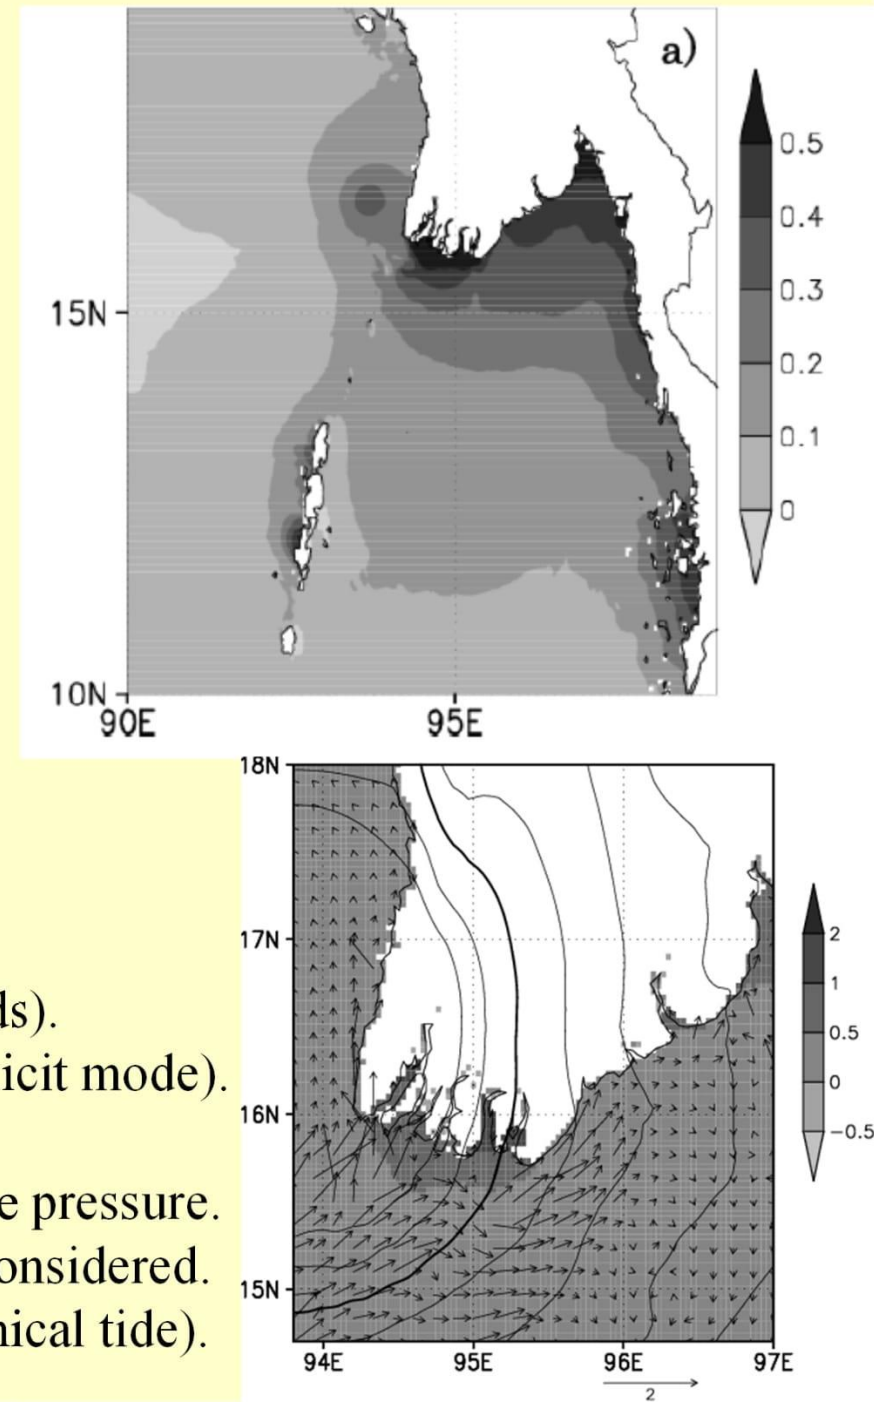 a)
0.5
0.4
0.3
0.2
0.1
0
15N
10N
90E 95E
18N
17N
16N
15N
94E 95E 96E 97E
2
2
1
0.5
0
-0.5
ds).
icit mode).
e pressure.
onsidered.
nical tide).